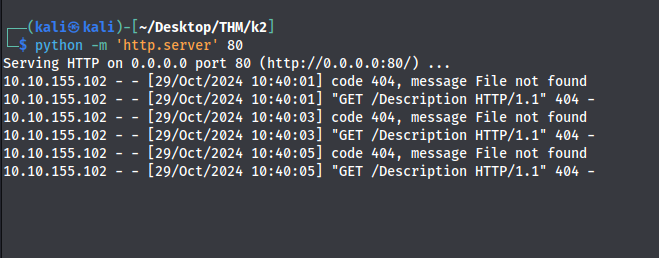 ┌──(kali㉿kali)-[~/Desktop/THM/k2]
└─$ python -m 'http.server' 80
Serving HTTP on 0.0.0.0 port 80 (http://0.0.0.0:80/) ...
10.10.155.102 - - [29/Oct/2024 10:40:01] code 404, message File not found
10.10.155.102 - - [29/Oct/2024 10:40:01] "GET /Description HTTP/1.1" 404 -
10.10.155.102 - - [29/Oct/2024 10:40:03] code 404, message File not found
10.10.155.102 - - [29/Oct/2024 10:40:03] "GET /Description HTTP/1.1" 404 -
10.10.155.102 - - [29/Oct/2024 10:40:05] code 404, message File not found
10.10.155.102 - - [29/Oct/2024 10:40:05] "GET /Description HTTP/1.1" 404 -